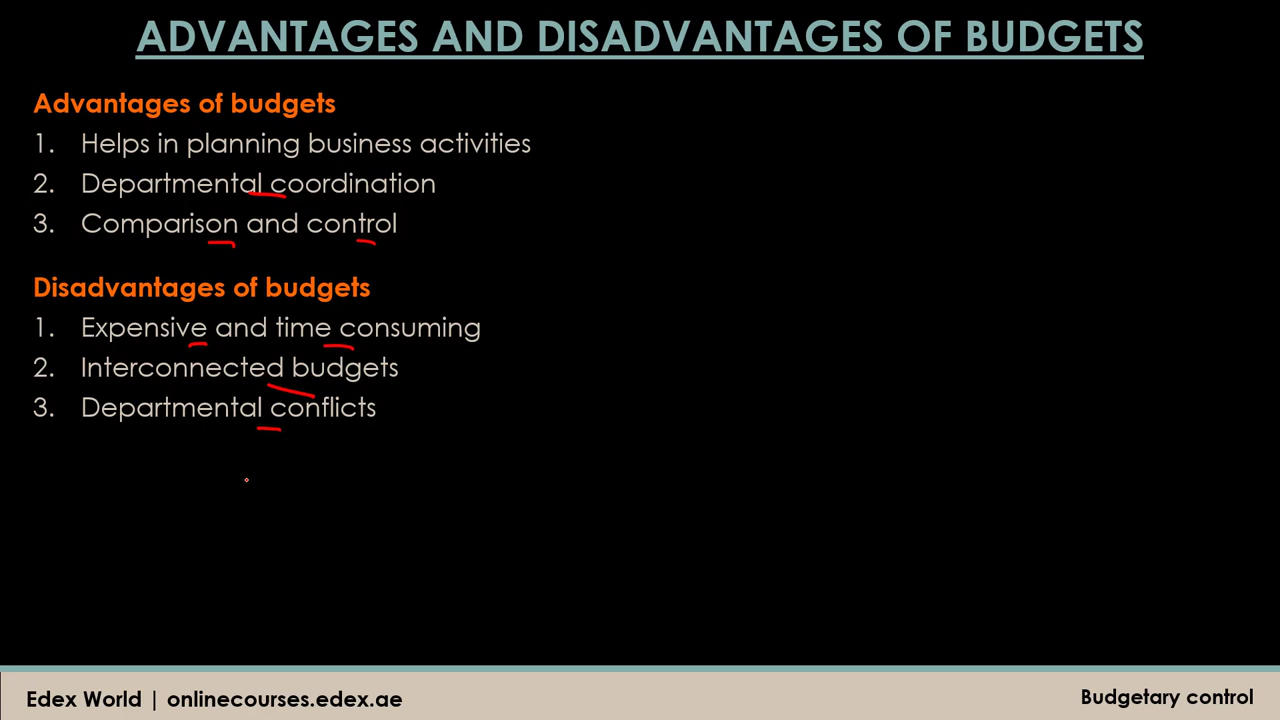 ADVANTAGES AND DISADVANTAGES OF BUDGETS
Advantages of budgets
1. Helps in planning business activities
2. Departmental coordination
3. Comparison and control
Disadvantages of budgets
1. Expensive and time consuming
2. Interconnected budgets
3. Departmental conflicts
Edex World | onlinecourses.edex.ae
Budgetary control